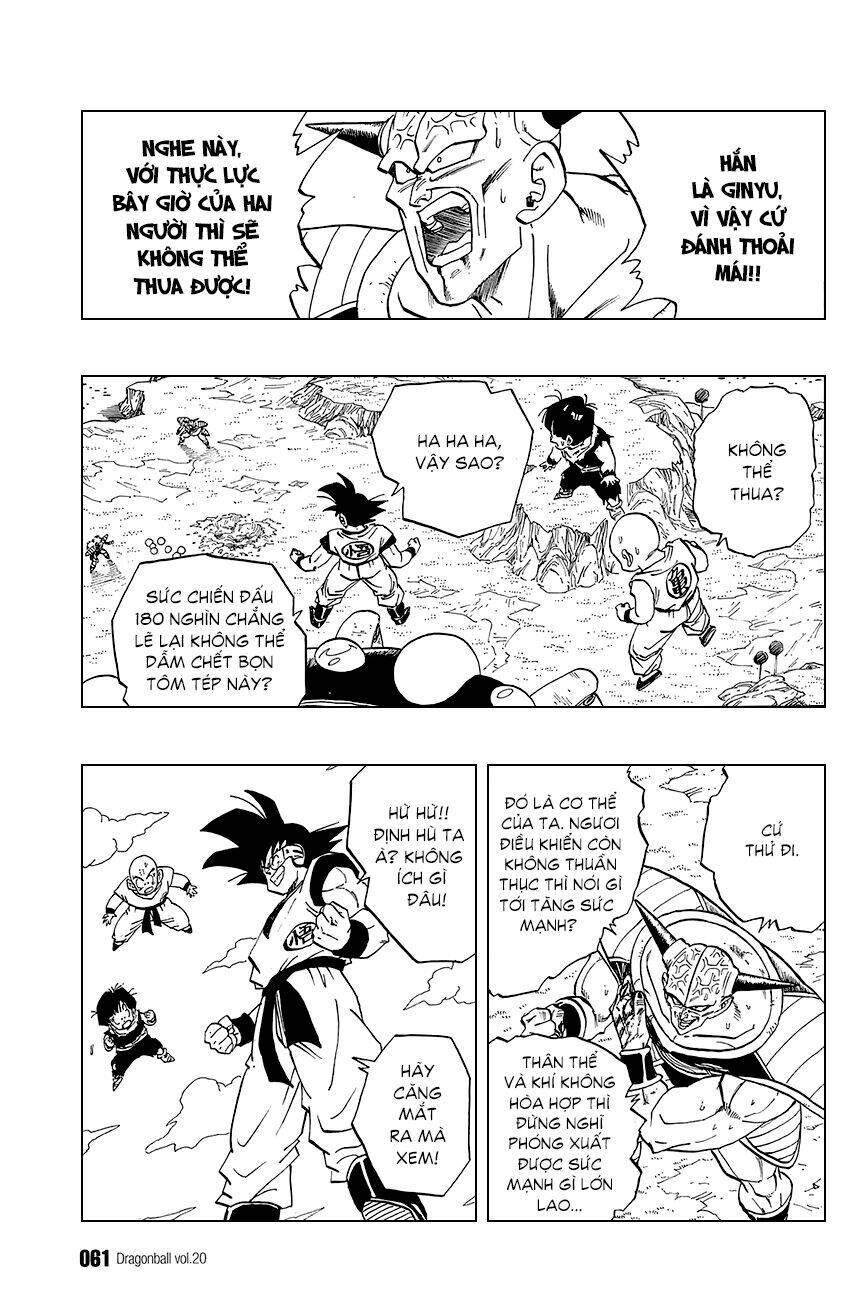 HẮN
LÀ GINYU,
VÌ VẬY CỨ
ĐÁNH THOẢI
MÁI!!
NGHE NÀY,
VỚI THỰC LỰC
BÂY GIỜ CỦA HAI
NGƯỜI THÌ SẼ
KHÔNG THỂ
THUA ĐƯỢC!
KHÔNG
THỂ
THUA?
HA HA HA,
VẬY SAO?
SỨC CHIẾN ĐẤU
180 NGHÌN CHẲNG
LẼ LẠI KHÔNG THỂ
DẪM CHẾT BỌN
TÔM TÉP NÀY?
悟
亀
CỨ
THỬ ĐI.
ĐÓ LÀ CƠ THỂ
CỦA TA. NGƯƠI
ĐIỀU KHIỂN CÒN
KHÔNG THUẦN
THỤC THÌ NÓI GÌ
TỚI TĂNG SỨC
MẠNH?
THÂN THỂ
VÀ KHÍ KHÔNG
HÒA HỢP THÌ
ĐỪNG NGHĨ
PHÓNG XUẤT
ĐƯỢC SỨC
MẠNH GÌ LỚN
LAO...
HỪ HỪ!!
ĐỊNH HÙ TA
À? KHÔNG
ÍCH GÌ
ĐÂU!
悟
HÃY
CĂNG
MẮT
RA MÀ
XEM!
061 Dragonball vol.20